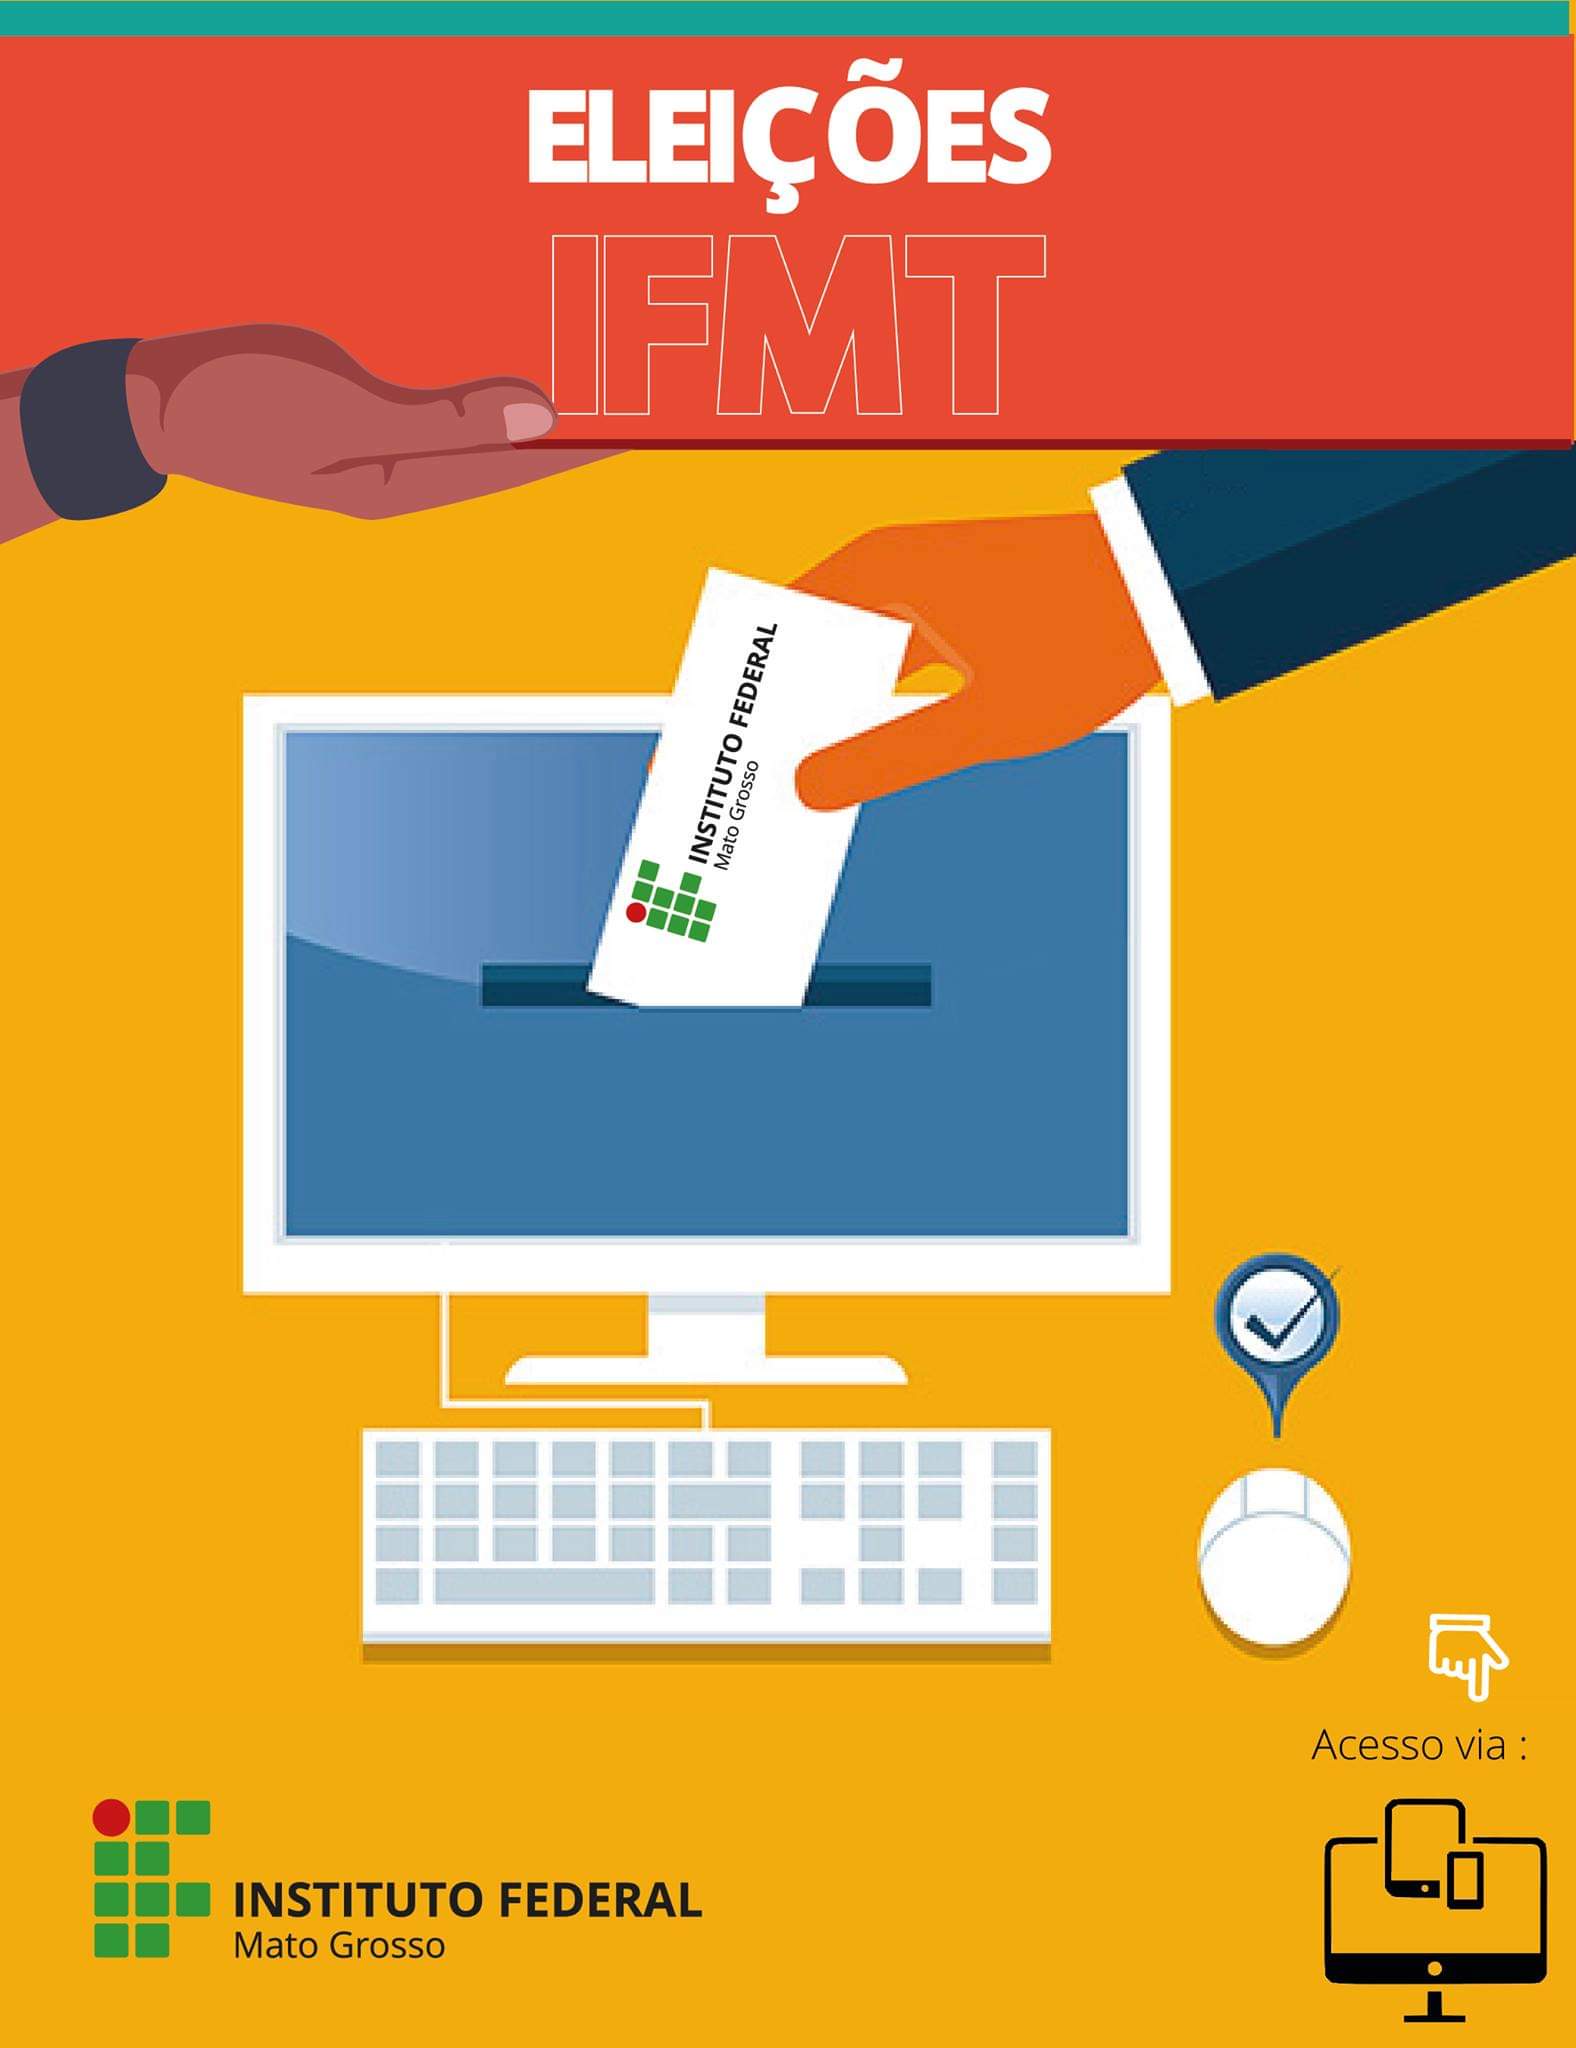 ELEIÇÕES
IFMT
INSTITUTO FEDERAL
Mato Grosso
Acesso via :
INSTITUTO FEDERAL
Mato Grosso